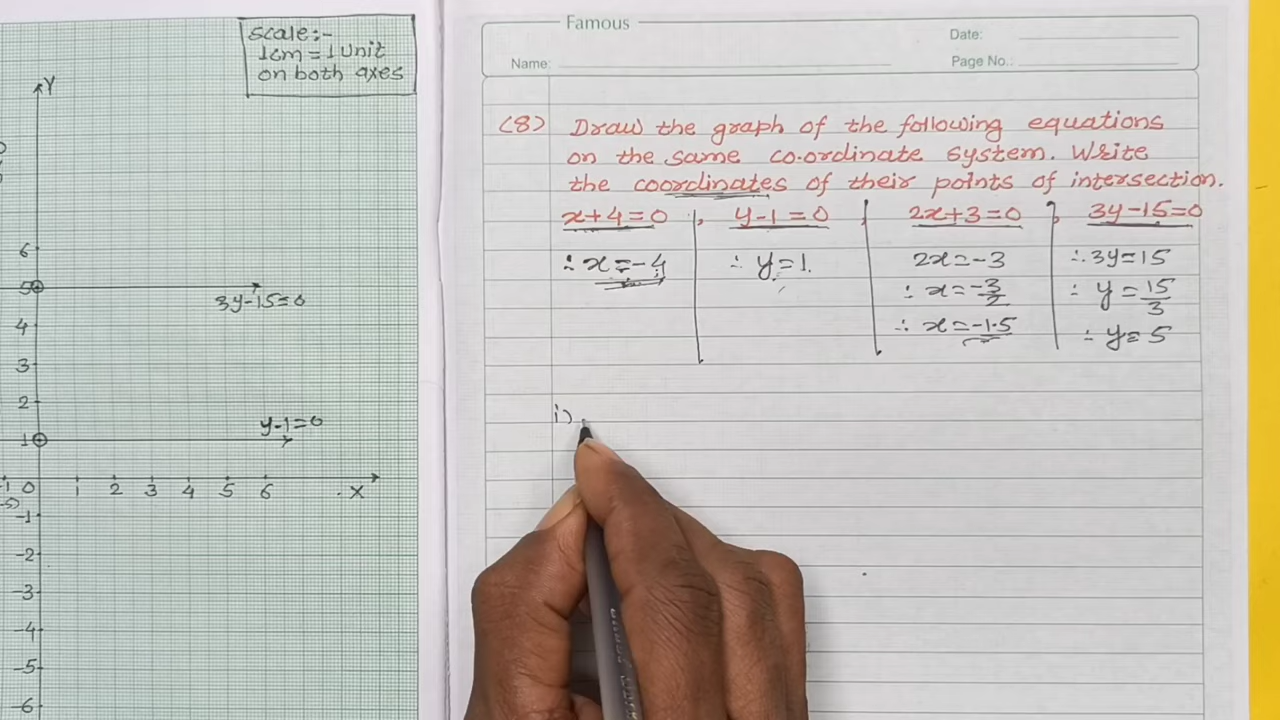 scale:-
1cm = 1 Unit
on both axes
Y
6
5
3y-15=0
4
3
2
y-1=0
1
-1 0 1 2 3 4 5 6 X
-1
-2
-3
-4
-5
-6
Famous
Date:
Name:
Page No.:
(8) Draw the graph of the following equations
on the same co.ordinate system. Write
the coordinates of their points of intersection.
x+4=0, y-1=0, 2x+3=0, 3y-15=0
∴ x=-4 ∴ y=1. 2x=-3 ∴3y=15
∴ x=-3/2 ∴ y=15/3
∴ x=-1.5 ∴ y=5
i)